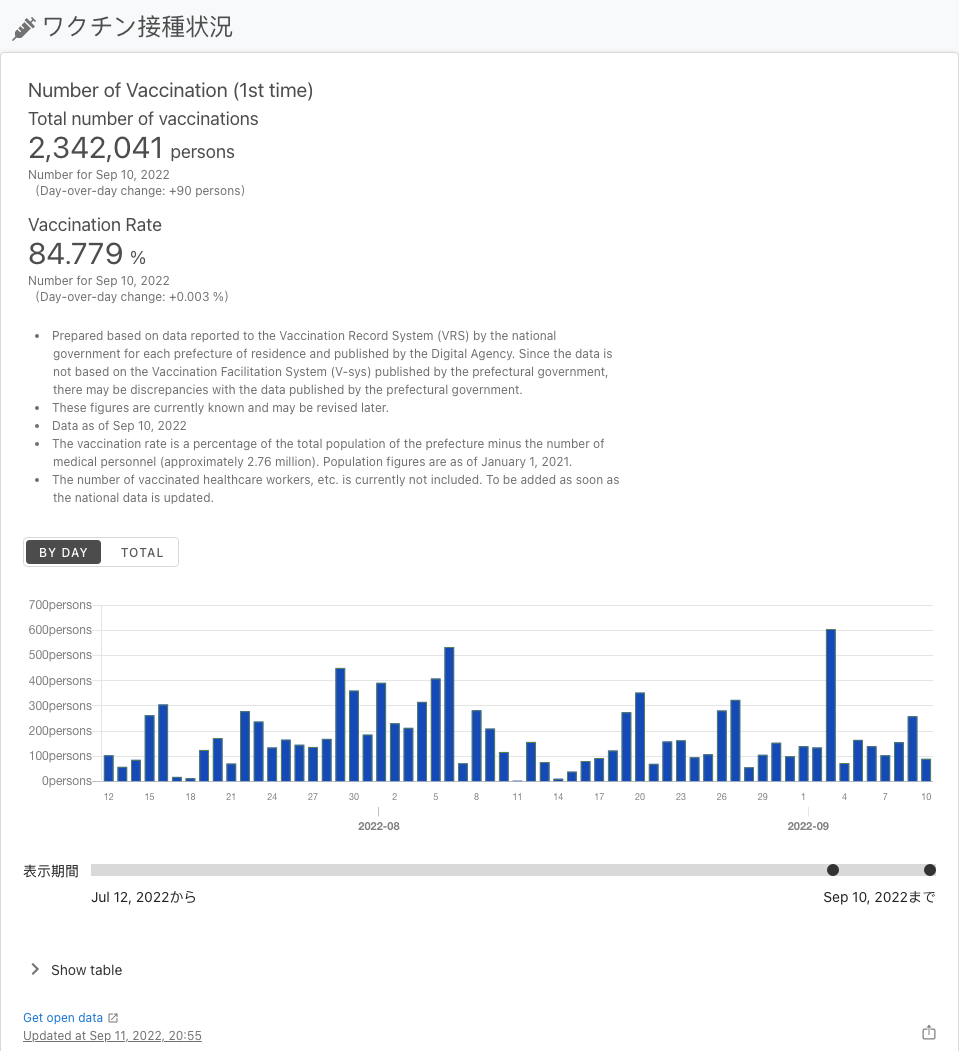 ワクチン接種状況
Number of Vaccination (1st time)
Total number of vaccinations
2,342,041 persons
Number for Sep 10, 2022
(Day-over-day change: +90 persons)
Vaccination Rate
84.779 %
Number for Sep 10, 2022
(Day-over-day change: +0.003 %)
• Prepared based on data reported to the Vaccination Record System (VRS) by the national
government for each prefecture of residence and published by the Digital Agency. Since the data is
not based on the Vaccination Facilitation System (V-sys) published by the prefectural government,
there may be discrepancies with the data published by the prefectural government.
• These figures are currently known and may be revised later.
• Data as of Sep 10, 2022
• The vaccination rate is a percentage of the total population of the prefecture minus the number of
medical personnel (approximately 2.76 million). Population figures are as of January 1, 2021.
• The number of vaccinated healthcare workers, etc. is currently not included. To be added as soon as
the national data is updated.
BY DAY TOTAL
700persons
600persons
500persons
400persons
300persons
200persons
100persons
0persons
12 15 18 21 24 27 30 2 5 8 11 14 17 20 23 26 29 1 4 7 10
2022-08 2022-09
表示期間
Jul 12, 2022から Sep 10, 2022まで
Show table
Get open data
Updated at Sep 11, 2022, 20:55